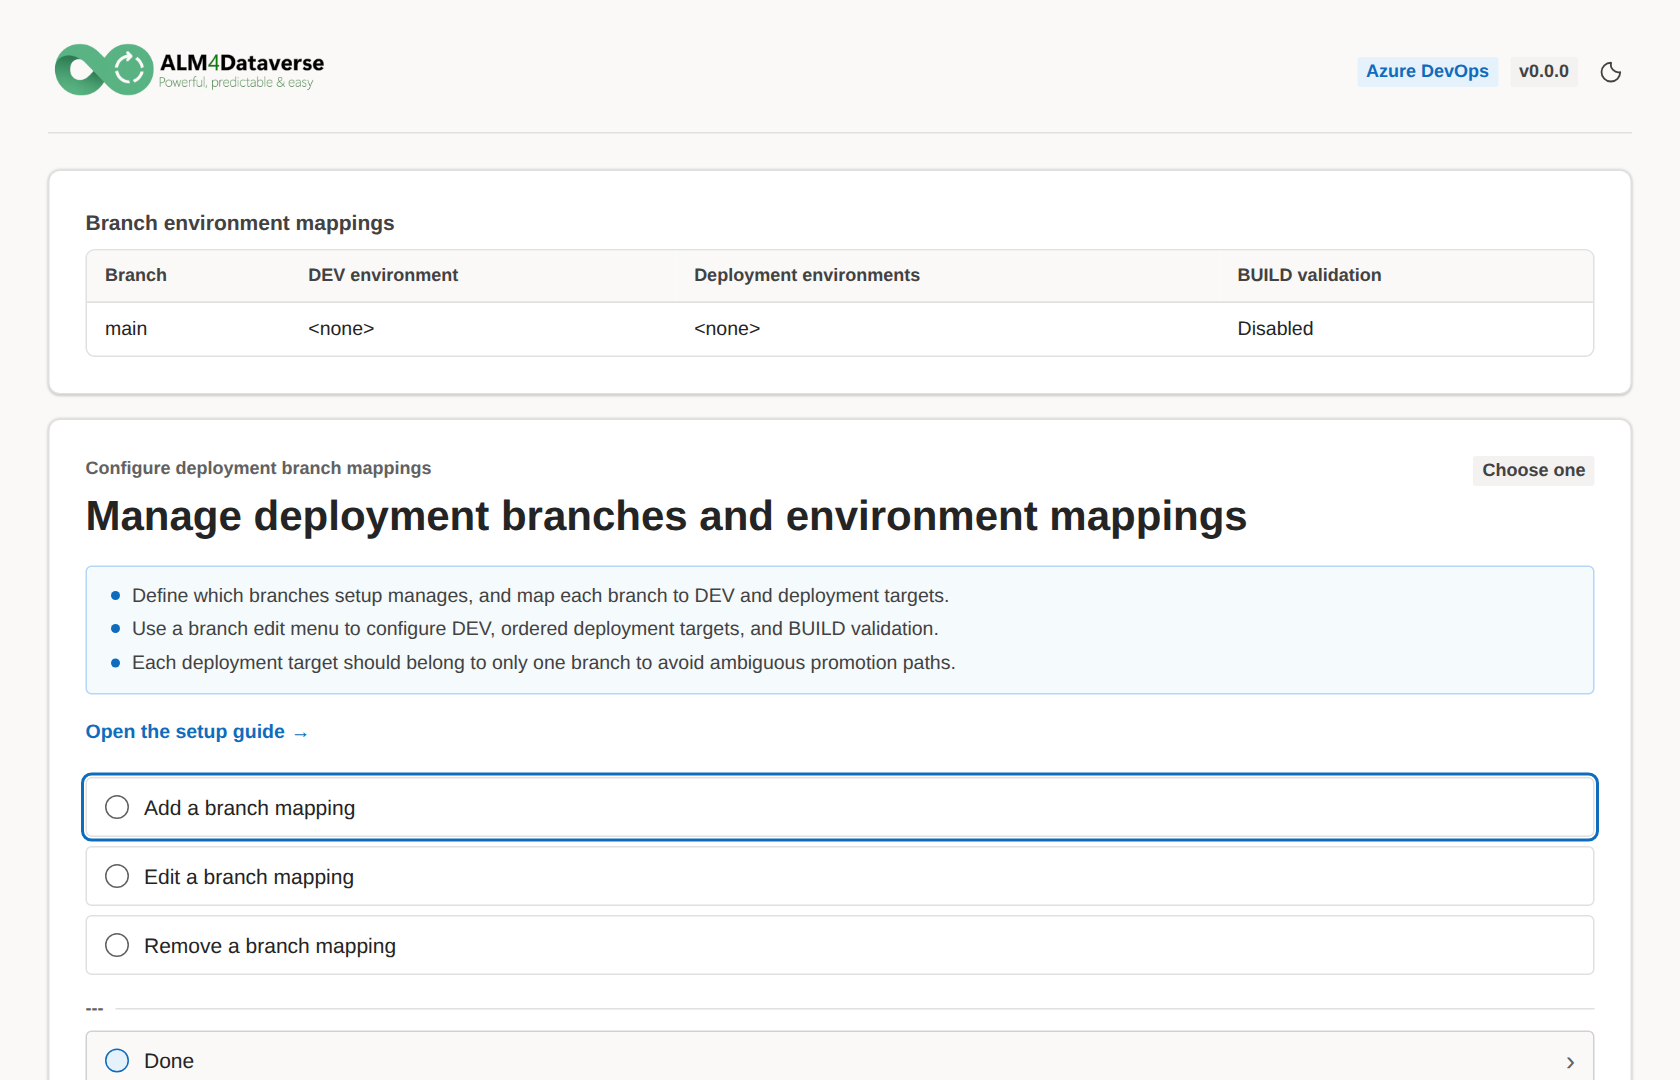 ALM4Dataverse
Powerful, predictable & easy
Azure DevOps
v0.0.0
Branch environment mappings
Branch DEV environment Deployment environments BUILD validation
main <none> <none> Disabled
Configure deployment branch mappings
Choose one
Manage deployment branches and environment mappings
Define which branches setup manages, and map each branch to DEV and deployment targets.
Use a branch edit menu to configure DEV, ordered deployment targets, and BUILD validation.
Each deployment target should belong to only one branch to avoid ambiguous promotion paths.
Open the setup guide →
Add a branch mapping
Edit a branch mapping
Remove a branch mapping
---
Done